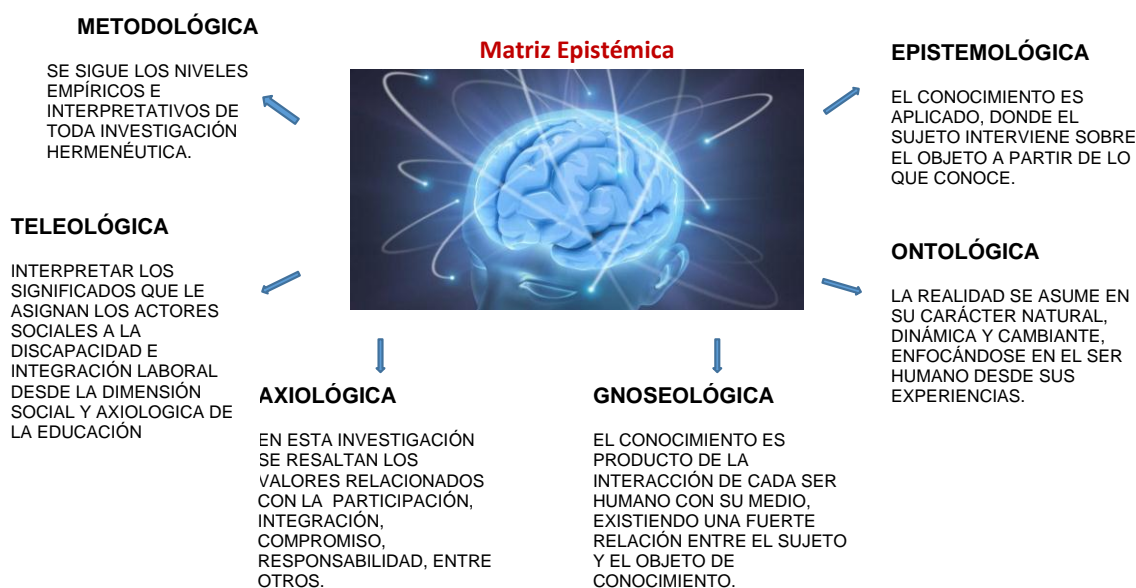 METODOLÓGICA
SE SIGUE LOS NIVELES
EMPÍRICOS E
INTERPRETATIVOS DE
TODA INVESTIGACIÓN
HERMENÉUTICA.
Matriz Epistémica
EPISTEMOLÓGICA
EL CONOCIMIENTO ES
APLICADO, DONDE EL
SUJETO INTERVIENE SOBRE
EL OBJETO A PARTIR DE LO
QUE CONOCE.
TELEOLÓGICA
INTERPRETAR LOS
SIGNIFICADOS QUE LE
ASIGNAN LOS ACTORES
SOCIALES A LA
DISCAPACIDAD E
INTEGRACIÓN LABORAL
DESDE LA DIMENSIÓN
SOCIAL Y AXIOLOGICA DE
LA EDUCACIÓN
ONTOLÓGICA
LA REALIDAD SE ASUME EN
SU CARÁCTER NATURAL,
DINÁMICA Y CAMBIANTE,
ENFOCÁNDOSE EN EL SER
HUMANO DESDE SUS
EXPERIENCIAS.
AXIOLÓGICA
EN ESTA INVESTIGACIÓN
SE RESALTAN LOS
VALORES RELACIONADOS
CON LA PARTICIPACIÓN,
INTEGRACIÓN,
COMPROMISO,
RESPONSABILIDAD, ENTRE
OTROS.
GNOSEOLÓGICA
EL CONOCIMIENTO ES
PRODUCTO DE LA
INTERACCIÓN DE CADA SER
HUMANO CON SU MEDIO,
EXISTIENDO UNA FUERTE
RELACIÓN ENTRE EL SUJETO
Y EL OBJETO DE
CONOCIMIENTO.